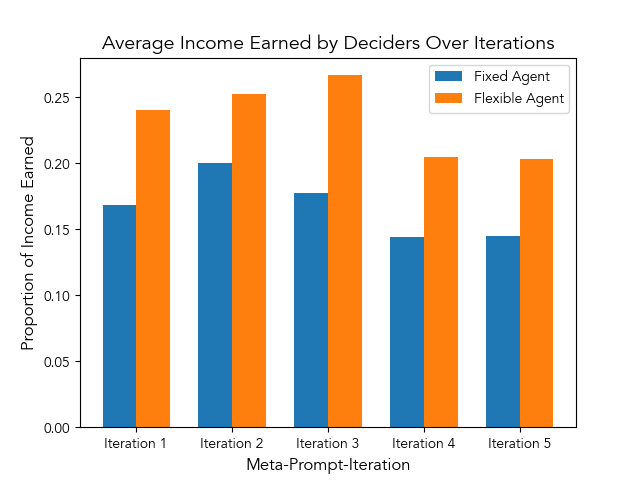 Average Income Earned by Deciders Over Iterations
Fixed Agent
Flexible Agent
Proportion of Income Earned
0.25
0.20
0.15
0.10
0.05
0.00
Iteration 1 Iteration 2 Iteration 3 Iteration 4 Iteration 5
Meta-Prompt-Iteration